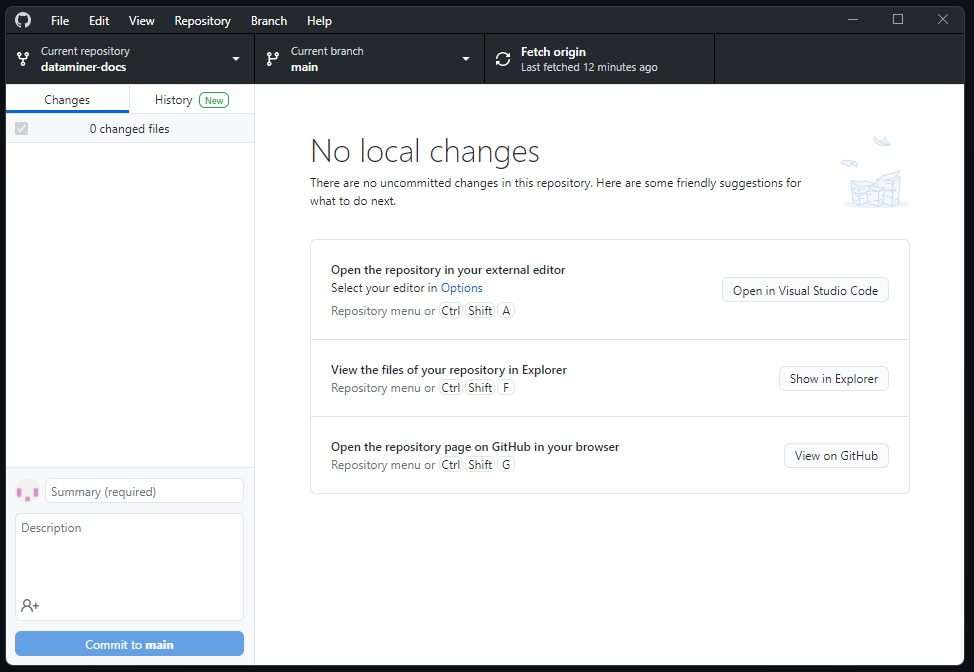 File Edit View Repository Branch Help
Current repository
dataminer-docs
Current branch
main
Fetch origin
Last fetched 12 minutes ago
Changes
History New
0 changed files
No local changes
There are no uncommitted changes in this repository. Here are some friendly suggestions for
what to do next.
Open the repository in your external editor
Select your editor in Options
Repository menu or Ctrl Shift A
Open in Visual Studio Code
View the files of your repository in Explorer
Repository menu or Ctrl Shift F
Show in Explorer
Open the repository page on GitHub in your browser
Repository menu or Ctrl Shift G
View on GitHub
Summary (required)
Description
Commit to main